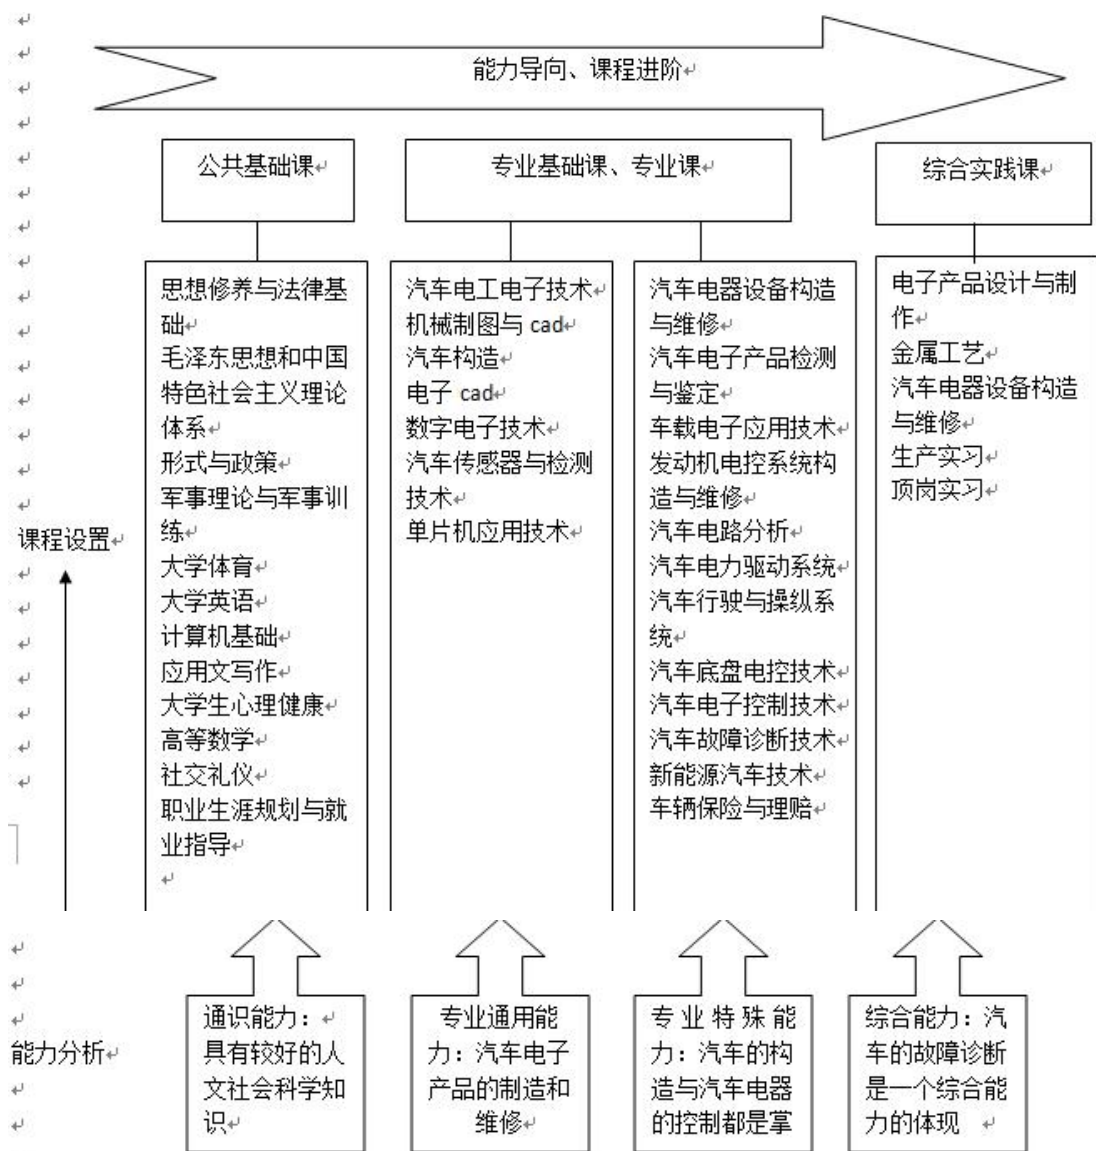 能力导向、课程进阶
公共基础课
专业基础课、专业课
综合实践课
思想修养与法律基
础
毛泽东思想和中国
特色社会主义理论
体系
形式与政策
军事理论与军事训
练
大学体育
大学英语
计算机基础
应用文写作
大学生心理健康
高等数学
社交礼仪
职业生涯规划与就
业指导
汽车电工电子技术
机械制图与 cad
汽车构造
电子 cad
数字电子技术
汽车传感器与检测
技术
单片机应用技术
汽车电器设备构造
与维修
汽车电子产品检测
与鉴定
车载电子应用技术
发动机电控系统构
造与维修
汽车电路分析
汽车电力驱动系统
汽车行驶与操纵系
统
汽车底盘电控技术
汽车电子控制技术
汽车故障诊断技术
新能源汽车技术
车辆保险与理赔
电子产品设计与制
作
金属工艺
汽车电器设备构造
与维修
生产实习
顶岗实习
课程设置
能力分析
通识能力：
具有较好的人
文社会科学知
识
专业通用能
力：汽车电子
产品的制造和
维修
专业特殊能
力：汽车的构
造与汽车电器
的控制都是掌
综合能力：汽
车的故障诊断
是一个综合能
力的体现